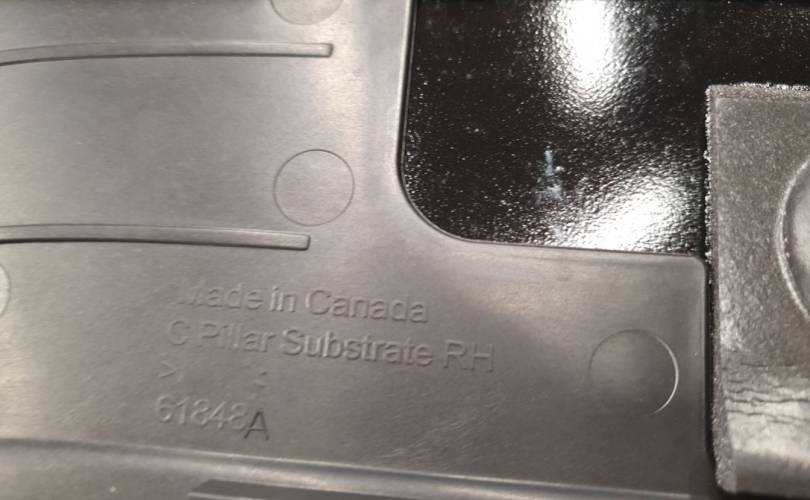 Made in Canada
C Pillar Substrate RH
> <
61848A